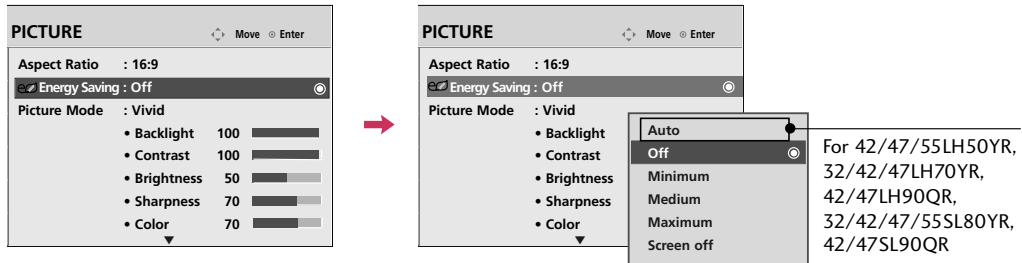 PICTURE Move Enter
Aspect Ratio : 16:9
Energy Saving : Off
Picture Mode : Vivid
• Backlight 100
• Contrast 100
• Brightness 50
• Sharpness 70
• Color 70
PICTURE Move Enter
Aspect Ratio : 16:9
Energy Saving : Off
Picture Mode : Vivid
• Backlight
• Contrast
• Brightness
• Sharpness
• Color
Auto
Off
Minimum
Medium
Maximum
Screen off
For 42/47/55LH50YR,
32/42/47LH70YR,
42/47LH90QR,
32/42/47/55SL80YR,
42/47SL90QR